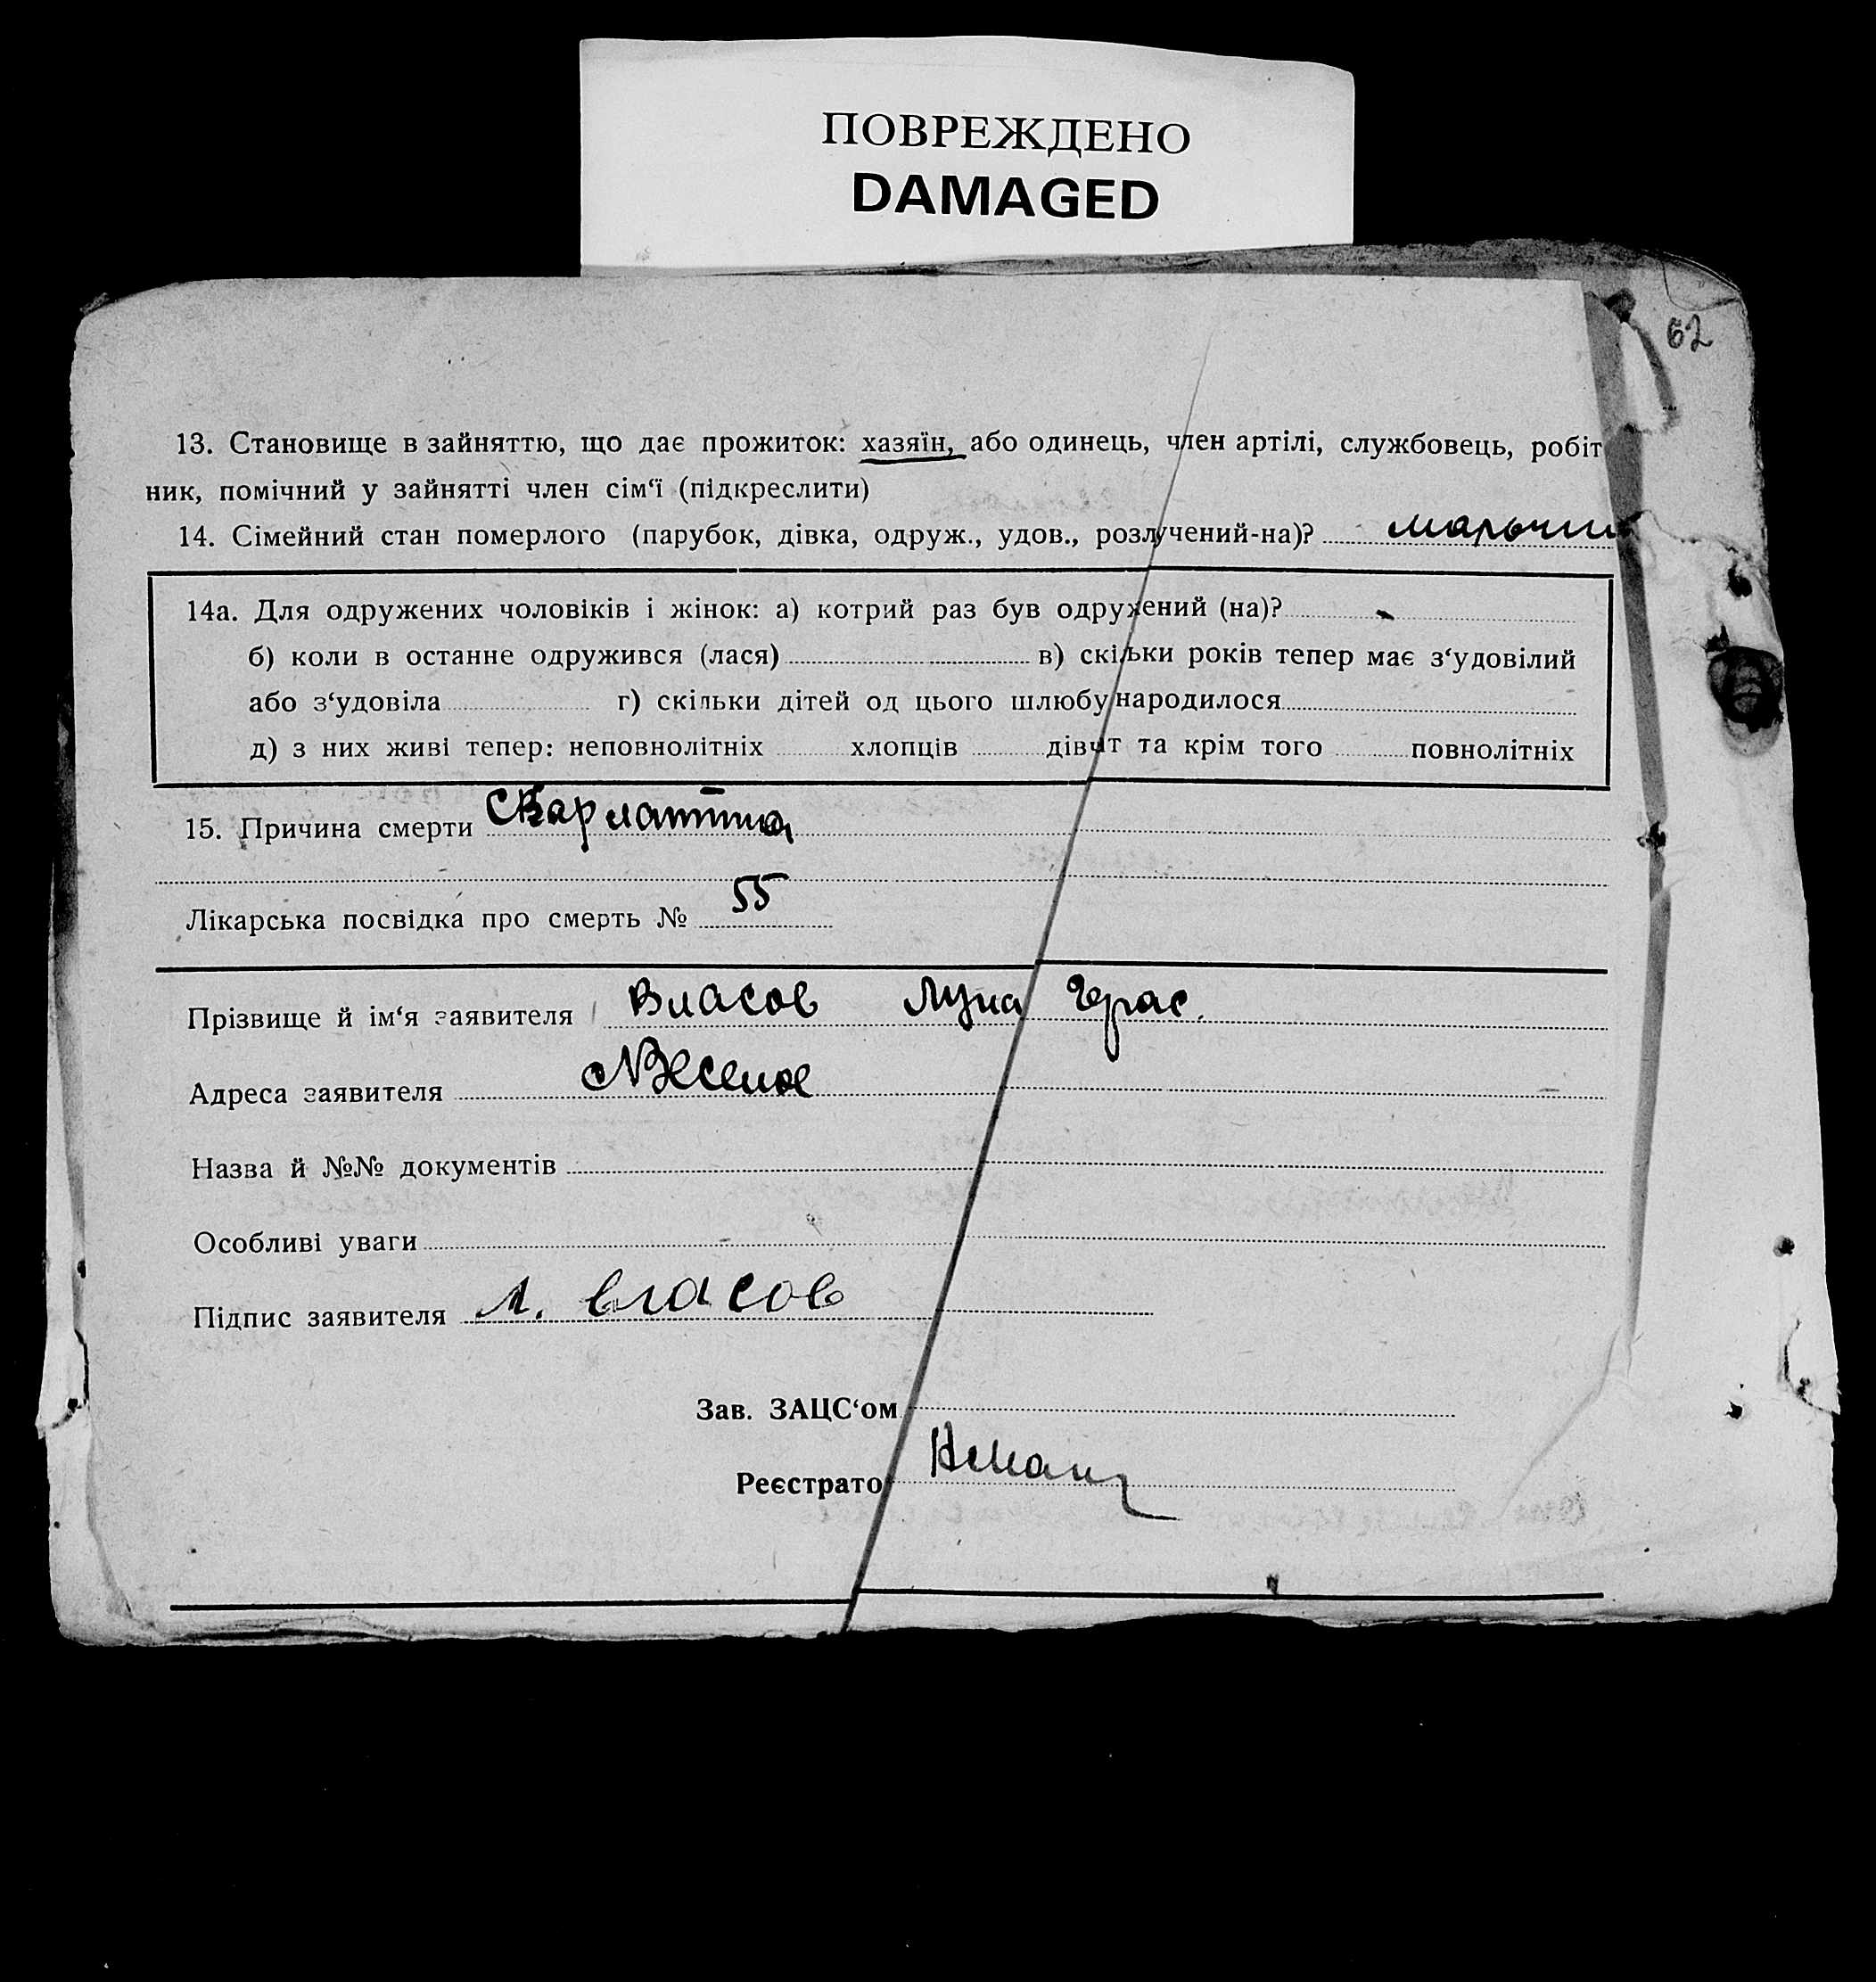 ПОВРЕЖДЕНО
DAMAGED
62
13. Становище в зайняттю, що дає прожиток: хазяїн, або одинець, член артілі, службовець, робіт
ник, помічний у зайнятті член сім‘ї (підкреслити)
14. Сімейний стан померлого (парубок, дівка, одруж., удов., розлучений-на)?
14а. Для одружених чоловіків і жінок: а) котрий раз був одружений (на)?
б) коли в останне одружився (лася) в) скільки років тепер має з‘удовілий
або з‘удовіла г) скільки дітей од цього шлюбу народилося
д) з них живі тепер: неповнолітніх хлопців дівчат та крім того повнолітніх
15. Причина смерти Скарлатина
Лікарська посвідка про смерть № 55
Прізвище й ім‘я заявителя Власов Лука Герас.
Адреса заявителя
Назва й №№ документів
Особливі уваги
Підпис заявителя Л. Власов
Зав. ЗАЦС‘ом
Реєстрато